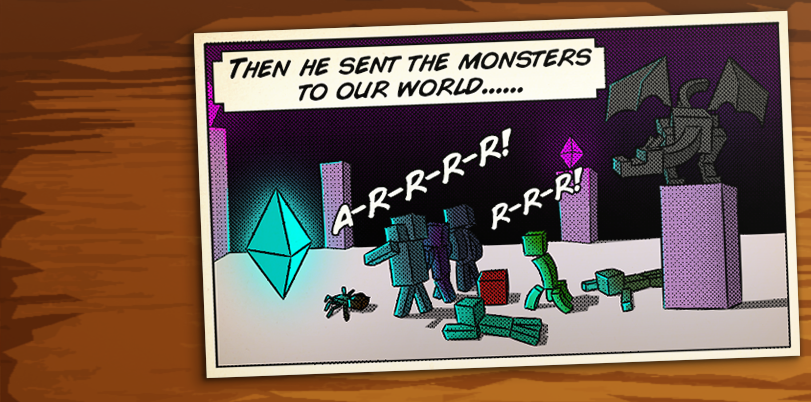 THEN HE SENT THE MONSTERS
TO OUR WORLD......
A-R-R-R-R-R!
R-R-R!